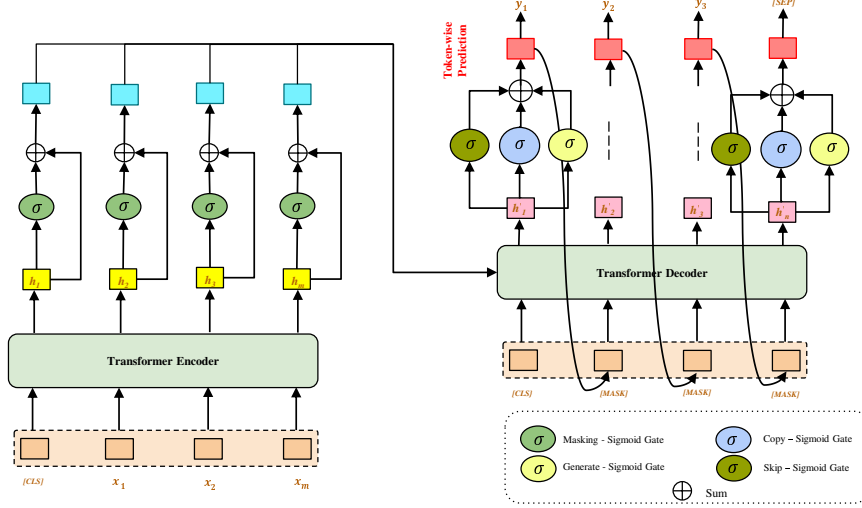 y1 y2 y3 [SEP]
Token-wise
Prediction
σ σ σ σ σ σ
σ σ σ σ
h'1 h'2 h'3 h'n
h1 h2 h3 hm
Transformer Decoder
Transformer Encoder
[CLS] [MASK] [MASK] [MASK]
σ Masking - Sigmoid Gate σ Copy – Sigmoid Gate
σ Generate - Sigmoid Gate σ Skip – Sigmoid Gate
Sum
[CLS] x1 x2 xm